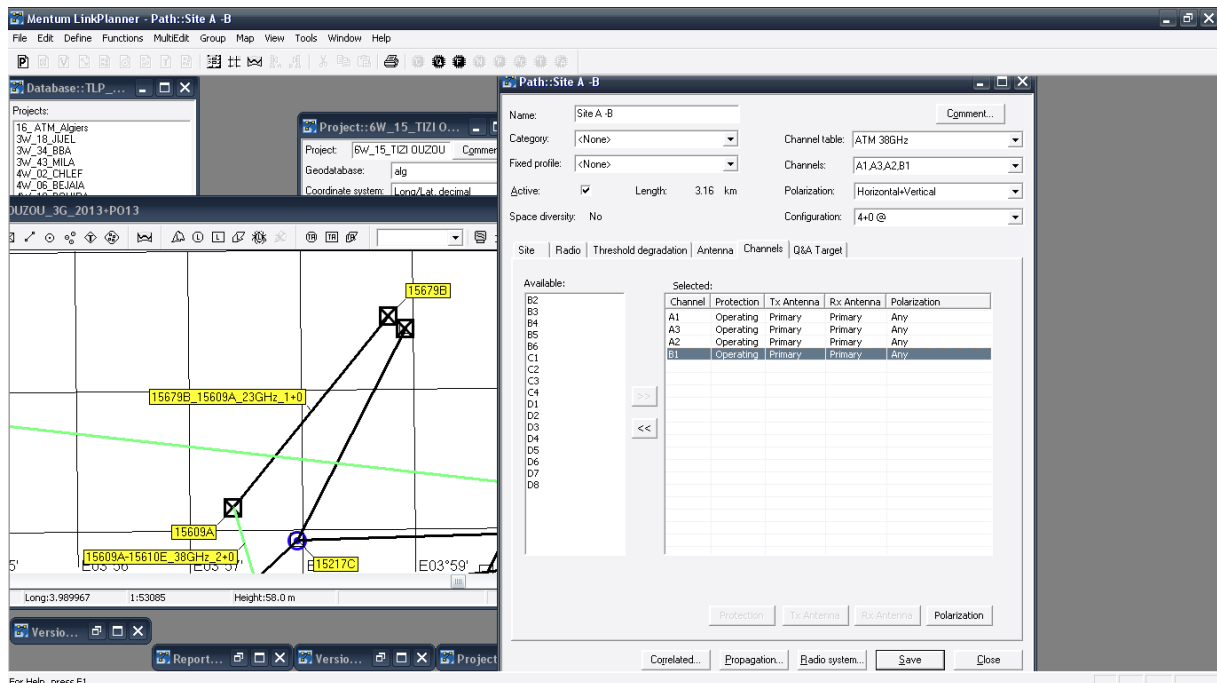 Mentum LinkPlanner - Path::Site A -B
File Edit Define Functions MultiEdit Group Map View Tools Window Help
Database::TLP_...
Projects:
16_ ATM_Algiers
3W_18_JIJEL
3W_34_BBA
3W_43_MILA
4W_02_CHLEF
4W_06_BEJAIA
Project::6W_15_TIZI O...
Project: 6W_15_TIZI OUZOU Commen
Geodatabase: alg
Coordinate system: Long/Lat. decimal
OUZOU_3G_2013+PO13
15679B
15679B_15609A_23GHz_1+0
15609A
15609A-15610E_38GHz_2+0
15217C
E03°56'
E03°57'
E03°59'
Long:3.989967 1:53085 Height:58.0 m
Versio...
Report...
Versio...
Project
Path::Site A -B
Name: Site A -B
Comment...
Category: <None>
Channel table: ATM 38GHz
Fixed profile: <None>
Channels: A1,A3,A2,B1
Active: Length: 3.16 km
Polarization: Horizontal+Vertical
Space diversity: No
Configuration: 4+0 @
Site Radio Threshold degradation Antenna Channels Q&A Target
Available:
B2
B3
B4
B5
B6
C1
C2
C3
C4
D1
D2
D3
D4
D5
D6
D7
D8
>>
<<
Selected:
Channel Protection Tx Antenna Rx Antenna Polarization
A1 Operating Primary Primary Any
A3 Operating Primary Primary Any
A2 Operating Primary Primary Any
B1 Operating Primary Primary Any
Protection Tx Antenna Rx Antenna Polarization
Correlated... Propagation... Radio system... Save Close
For Help, press F1